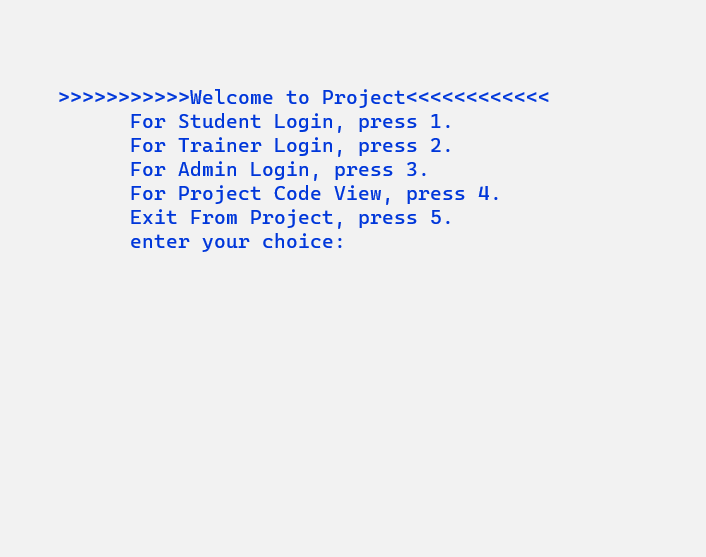 >>>>>>>>>>>Welcome to Project<<<<<<<<<<<<
For Student Login, press 1.
For Trainer Login, press 2.
For Admin Login, press 3.
For Project Code View, press 4.
Exit From Project, press 5.
enter your choice: